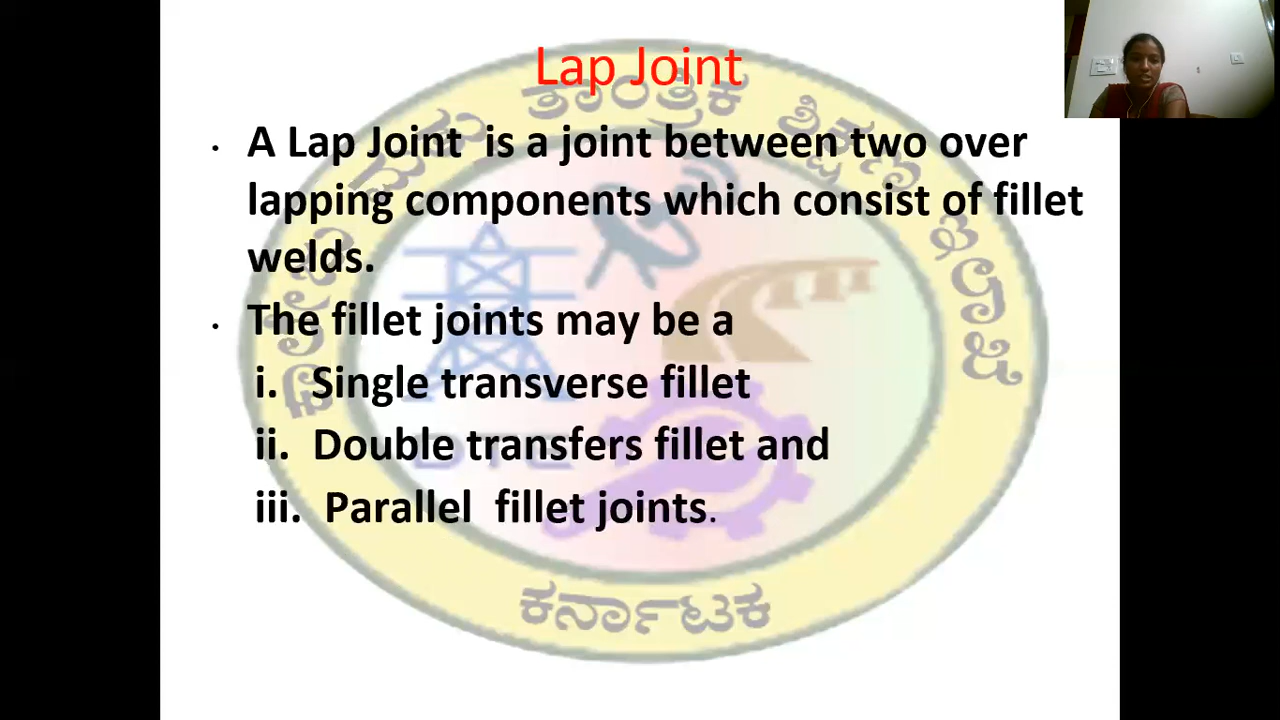 Lap Joint
• A Lap Joint is a joint between two over
lapping components which consist of fillet
welds.
• The fillet joints may be a
i. Single transverse fillet
ii. Double transfers fillet and
iii. Parallel fillet joints.
DTE
ಕರ್ನಾಟಕ